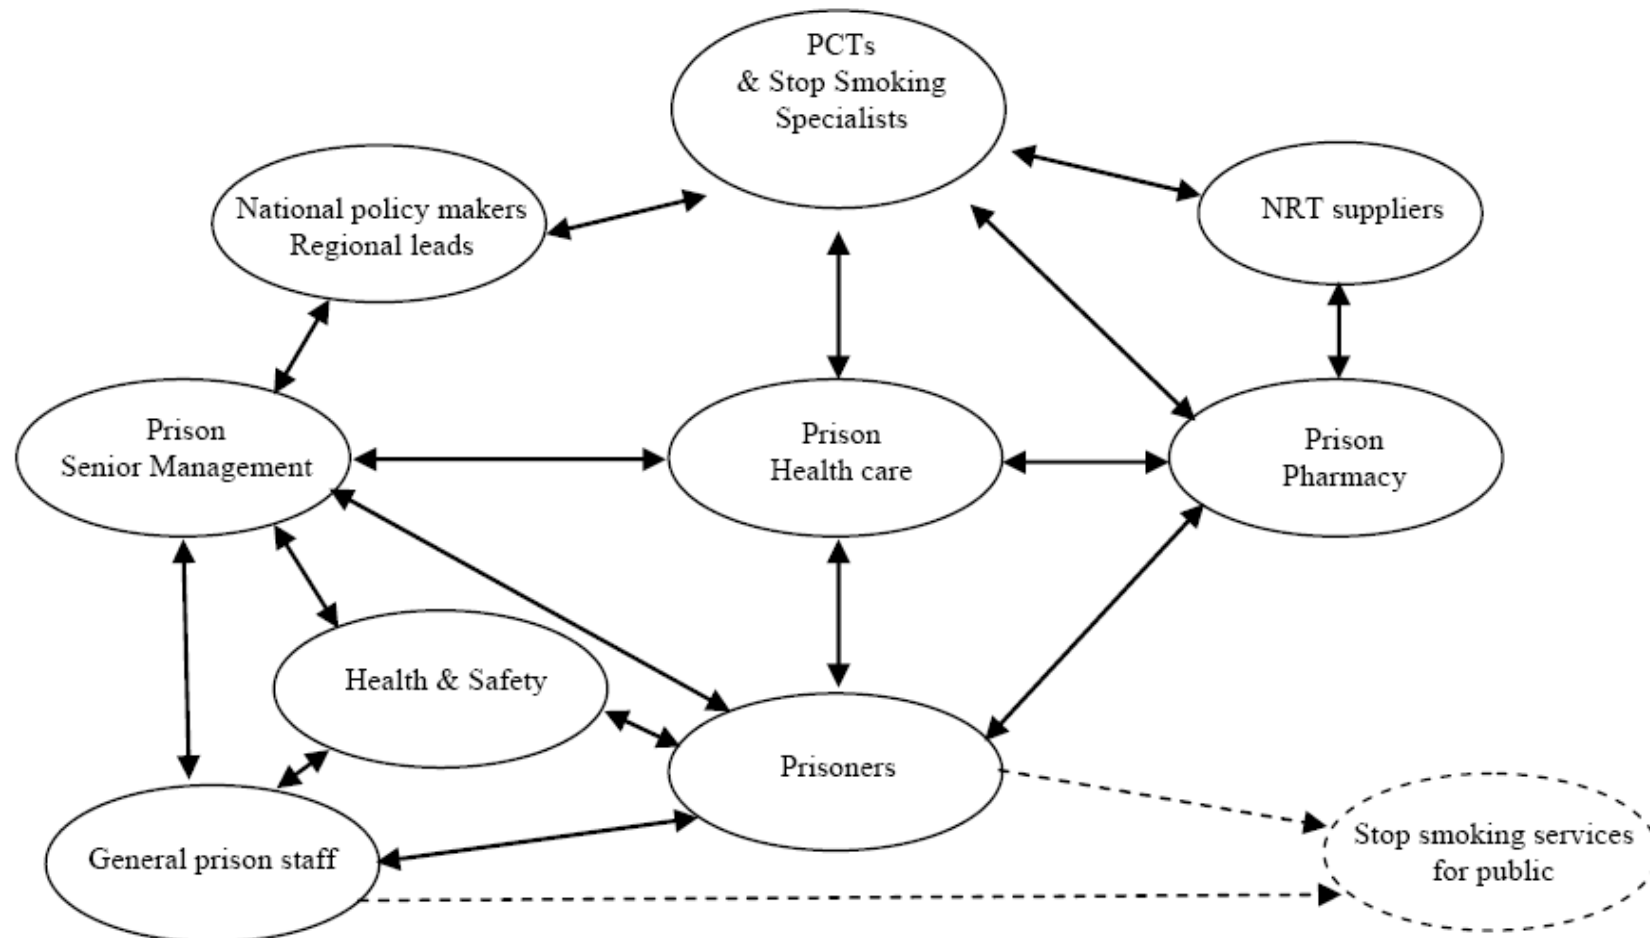 PCTs
& Stop Smoking
Specialists
National policy makers
Regional leads
NRT suppliers
Prison
Senior Management
Prison
Health care
Prison
Pharmacy
Health & Safety
Prisoners
General prison staff
Stop smoking services
for public